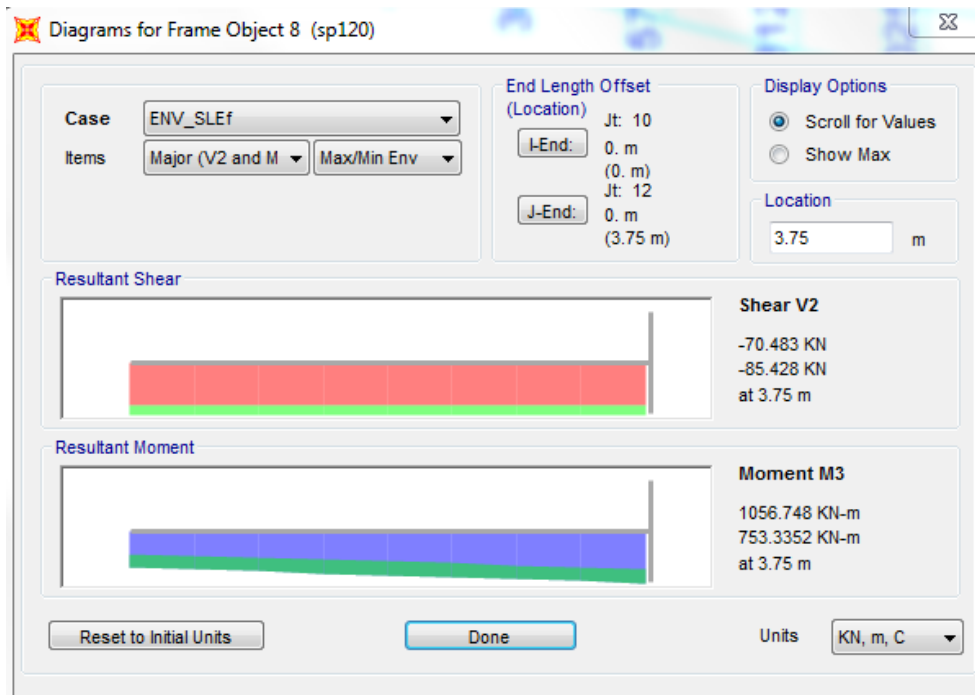 Diagrams for Frame Object 8 (sp120)
Case
ENV_SLEf
Items
Major (V2 and M
Max/Min Env
End Length Offset
(Location)
Jt: 10
I-End:
0. m
(0. m)
Jt: 12
J-End:
0. m
(3.75 m)
Display Options
Scroll for Values
Show Max
Location
3.75
m
Resultant Shear
Shear V2
-70.483 KN
-85.428 KN
at 3.75 m
Resultant Moment
Moment M3
1056.748 KN-m
753.3352 KN-m
at 3.75 m
Reset to Initial Units
Done
Units
KN, m, C